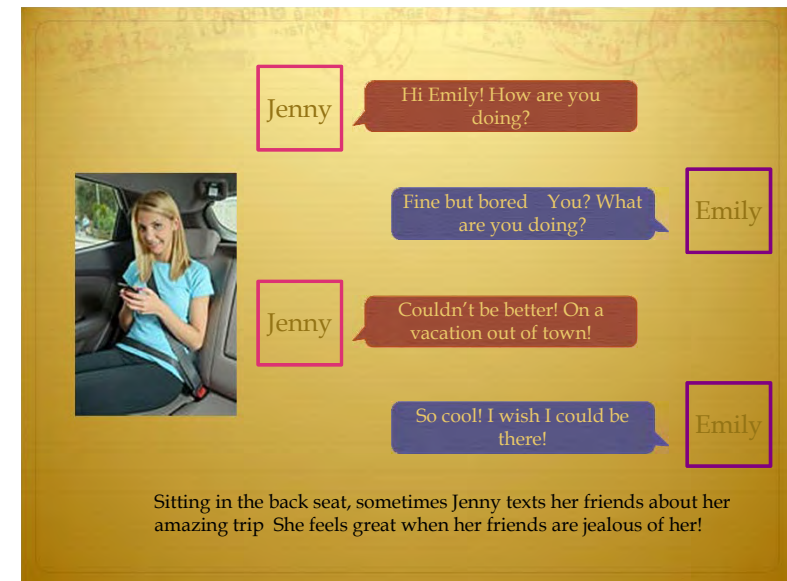 Jenny
Hi Emily! How are you
doing?
Fine but bored You? What
are you doing?
Emily
Jenny
Couldn't be better! On a
vacation out of town!
So cool! I wish I could be
there!
Emily
Sitting in the back seat, sometimes Jenny texts her friends about her
amazing trip She feels great when her friends are jealous of her!